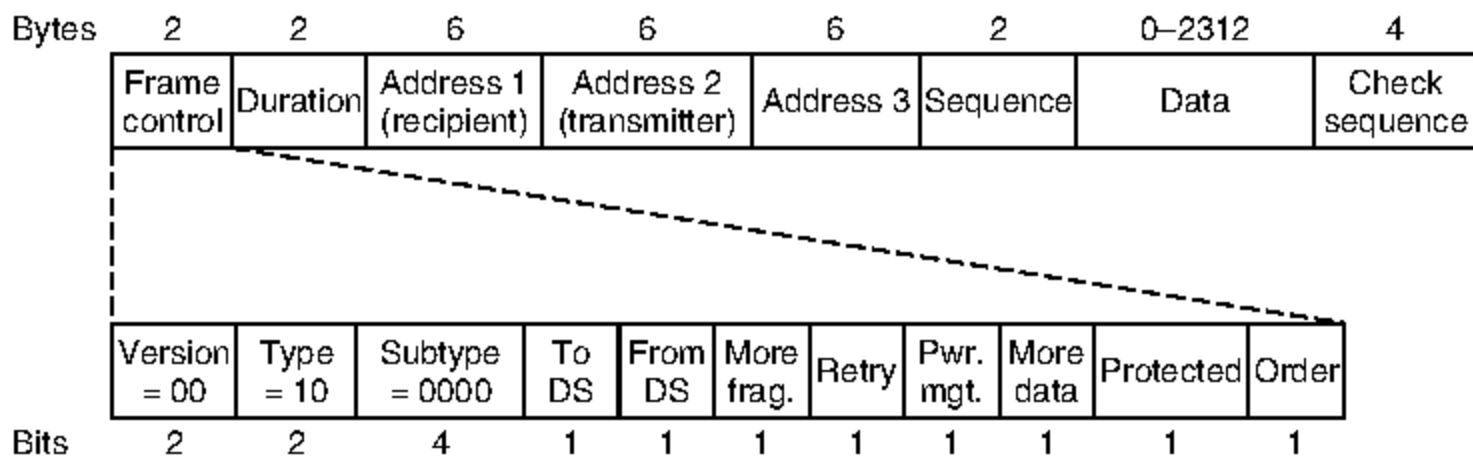 Bytes 2 2 6 6 6 2 0–2312 4
Frame control Duration Address 1 (recipient) Address 2 (transmitter) Address 3 Sequence Data Check sequence
Version = 00 Type = 10 Subtype = 0000 To DS From DS More frag. Retry Pwr. mgt. More data Protected Order
Bits 2 2 4 1 1 1 1 1 1 1 1